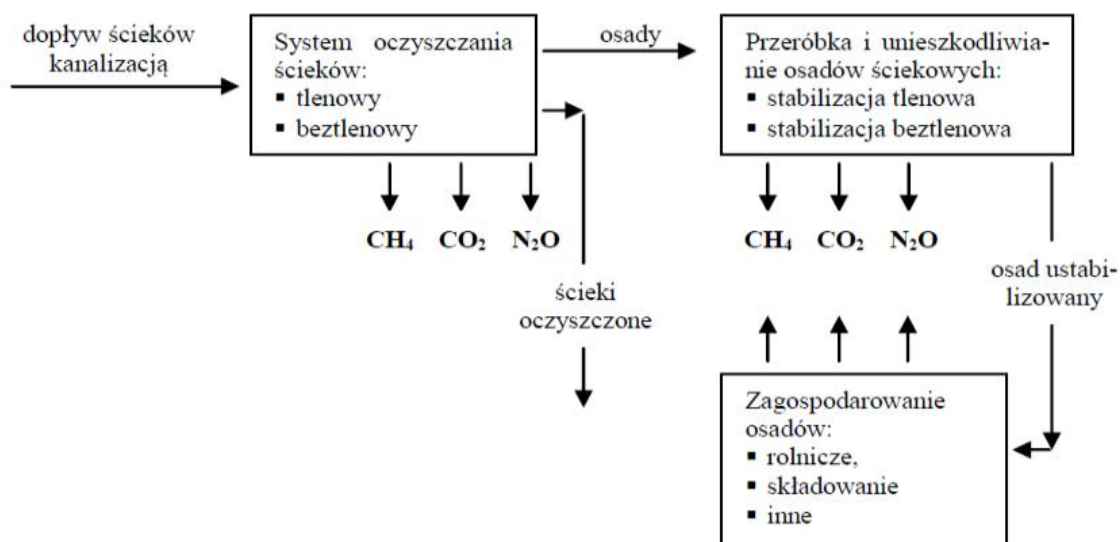 dopływ ścieków
kanalizacją
System oczyszczania
ścieków:
▪ tlenowy
▪ beztlenowy
osady
Przeróbka i unieszkodliwia-
nie osadów ściekowych:
▪ stabilizacja tlenowa
▪ stabilizacja beztlenowa
CH₄ CO₂ N₂O
CH₄ CO₂ N₂O
ścieki
oczyszczone
osad ustabi-
lizowany
Zagospodarowanie
osadów:
▪ rolnicze,
▪ składowanie
▪ inne